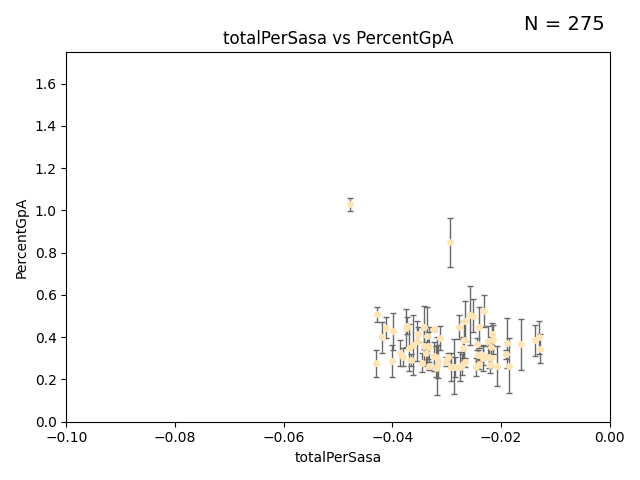 N = 275
totalPerSasa vs PercentGpA
PercentGpA
1.6
1.4
1.2
1.0
0.8
0.6
0.4
0.2
0.0
−0.10 −0.08 −0.06 −0.04 −0.02 0.00
totalPerSasa